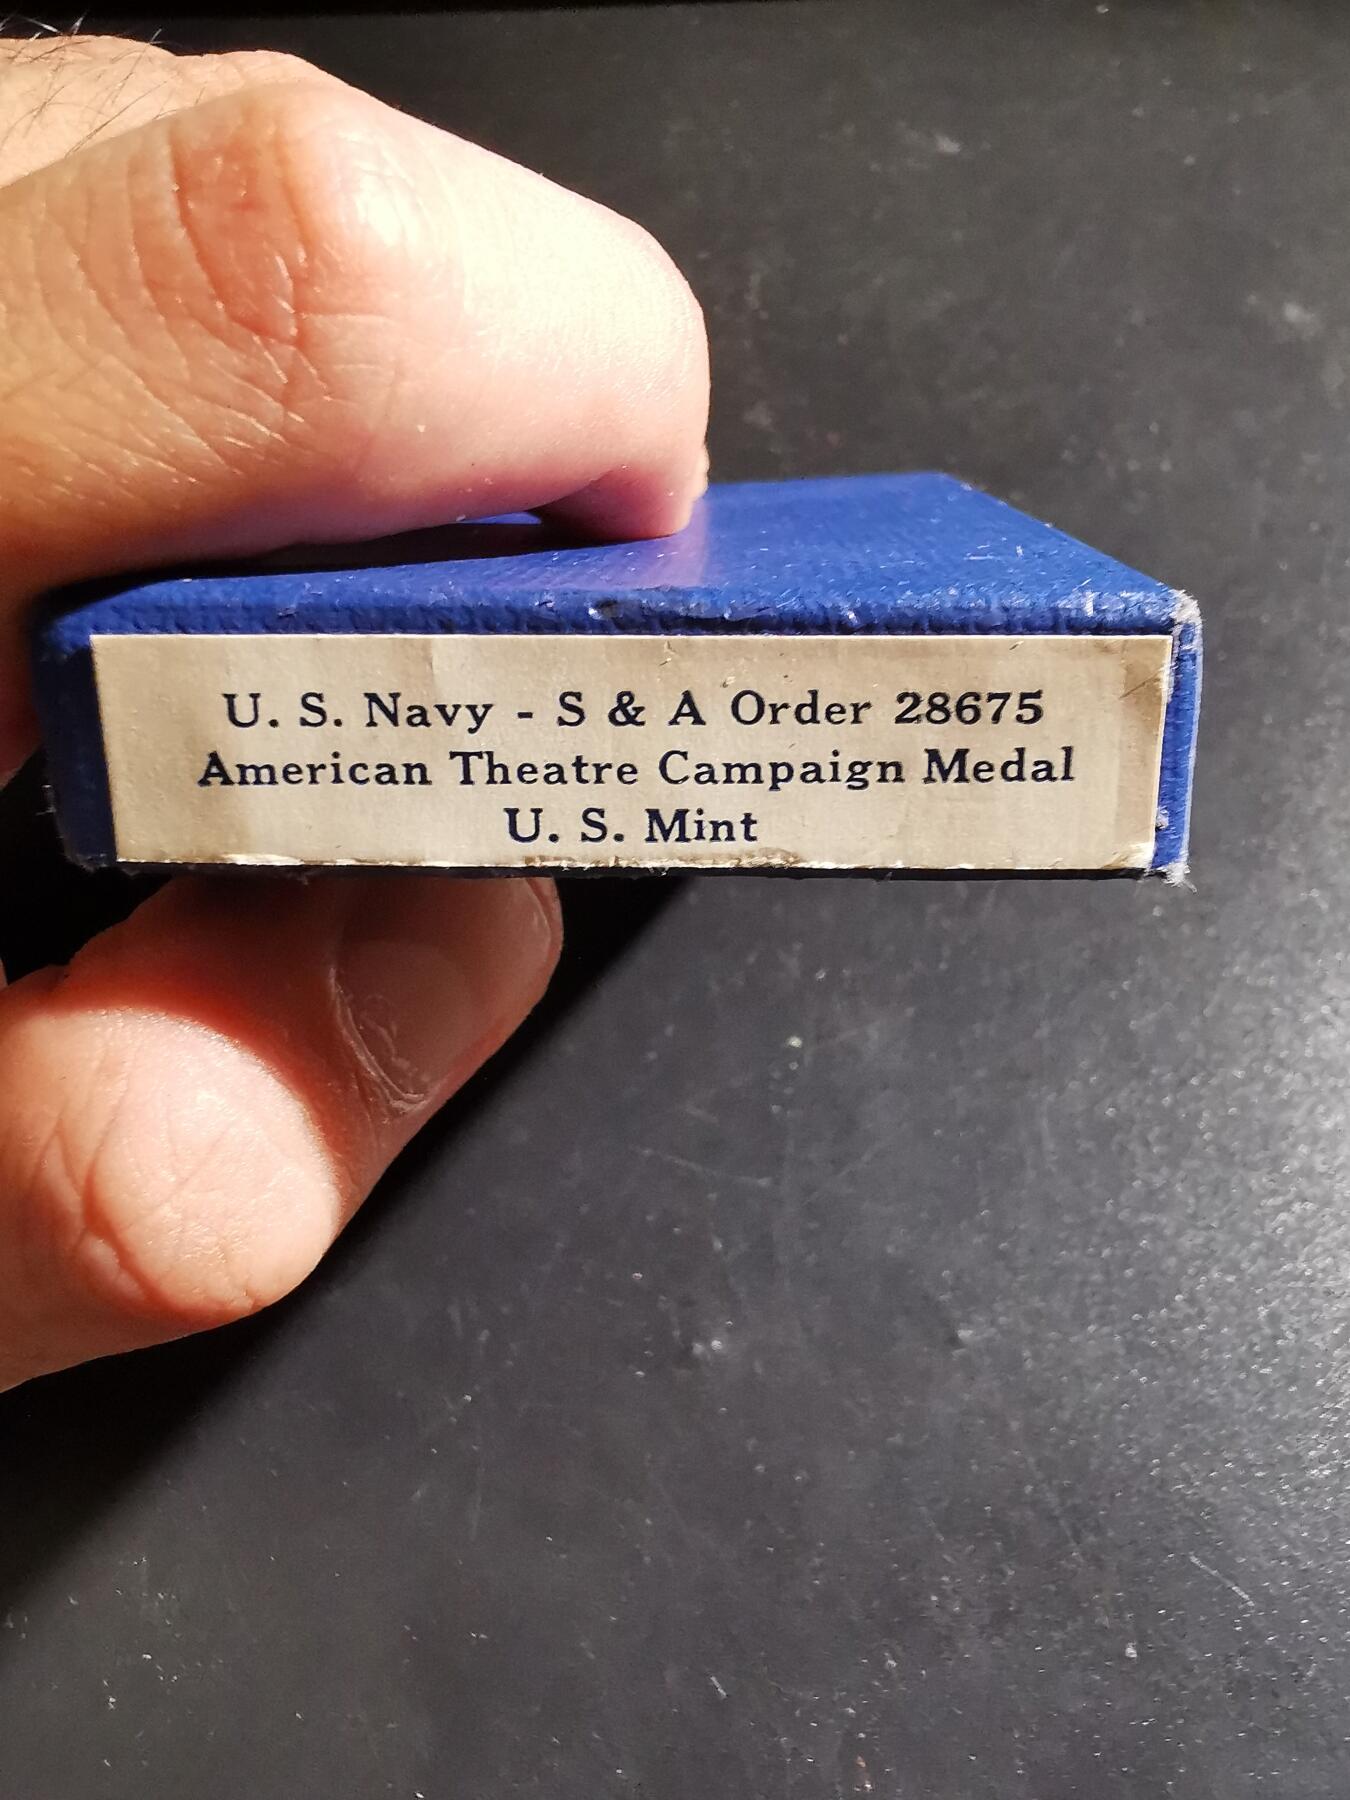 U. S. Navy - S & A Order 28675
American Theatre Campaign Medal
U. S. Mint